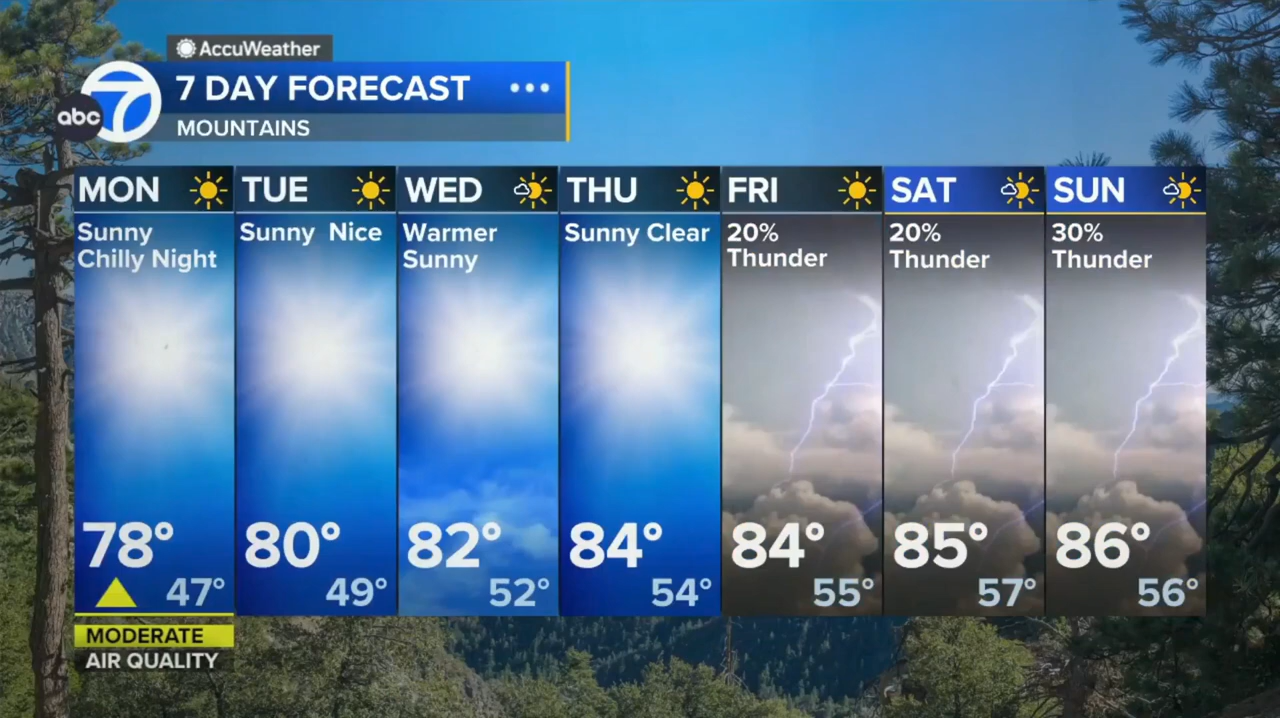 AccuWeather
abc 7
7 DAY FORECAST
MOUNTAINS
MON
Sunny
Chilly Night
78°
47°
MODERATE
AIR QUALITY
TUE
Sunny Nice
80°
49°
WED
Warmer
Sunny
82°
52°
THU
Sunny Clear
84°
54°
FRI
20%
Thunder
84°
55°
SAT
20%
Thunder
85°
57°
SUN
30%
Thunder
86°
56°